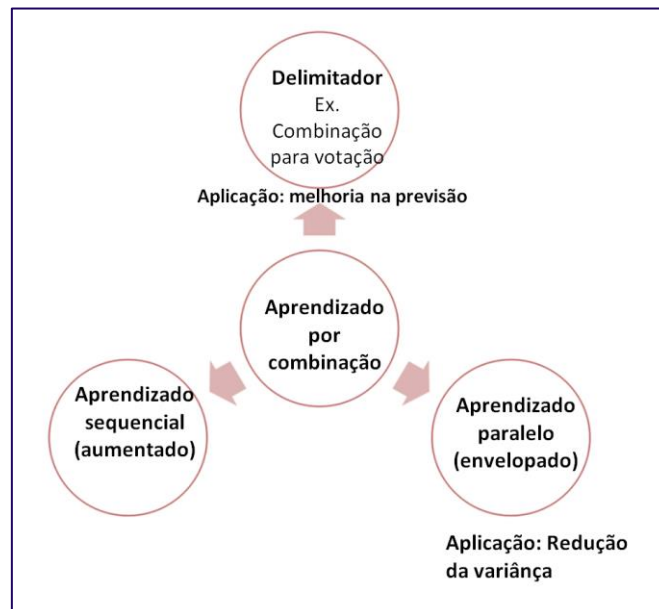 Delimitador
Ex.
Combinação
para votação
Aplicação: melhoria na previsão
Aprendizado
por
combinação
Aprendizado
sequencial
(aumentado)
Aprendizado
paralelo
(envelopado)
Aplicação: Redução
da variânça